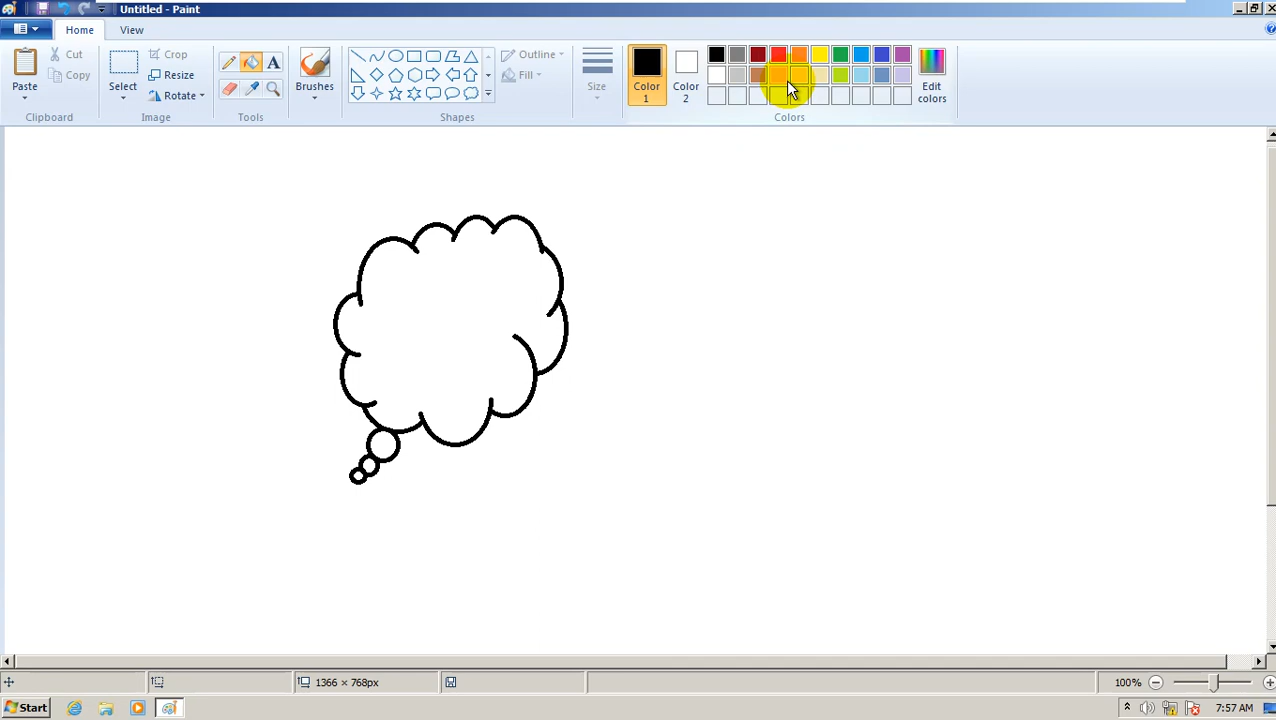 Untitled - Paint
Home View
Paste
Cut
Copy
Clipboard
Select
Crop
Resize
Rotate
Image
A
Tools
Brushes
Outline
Fill
Shapes
Size
Color 1
Color 2
Edit colors
Colors
1366 × 768px
100%
Start
7:57 AM